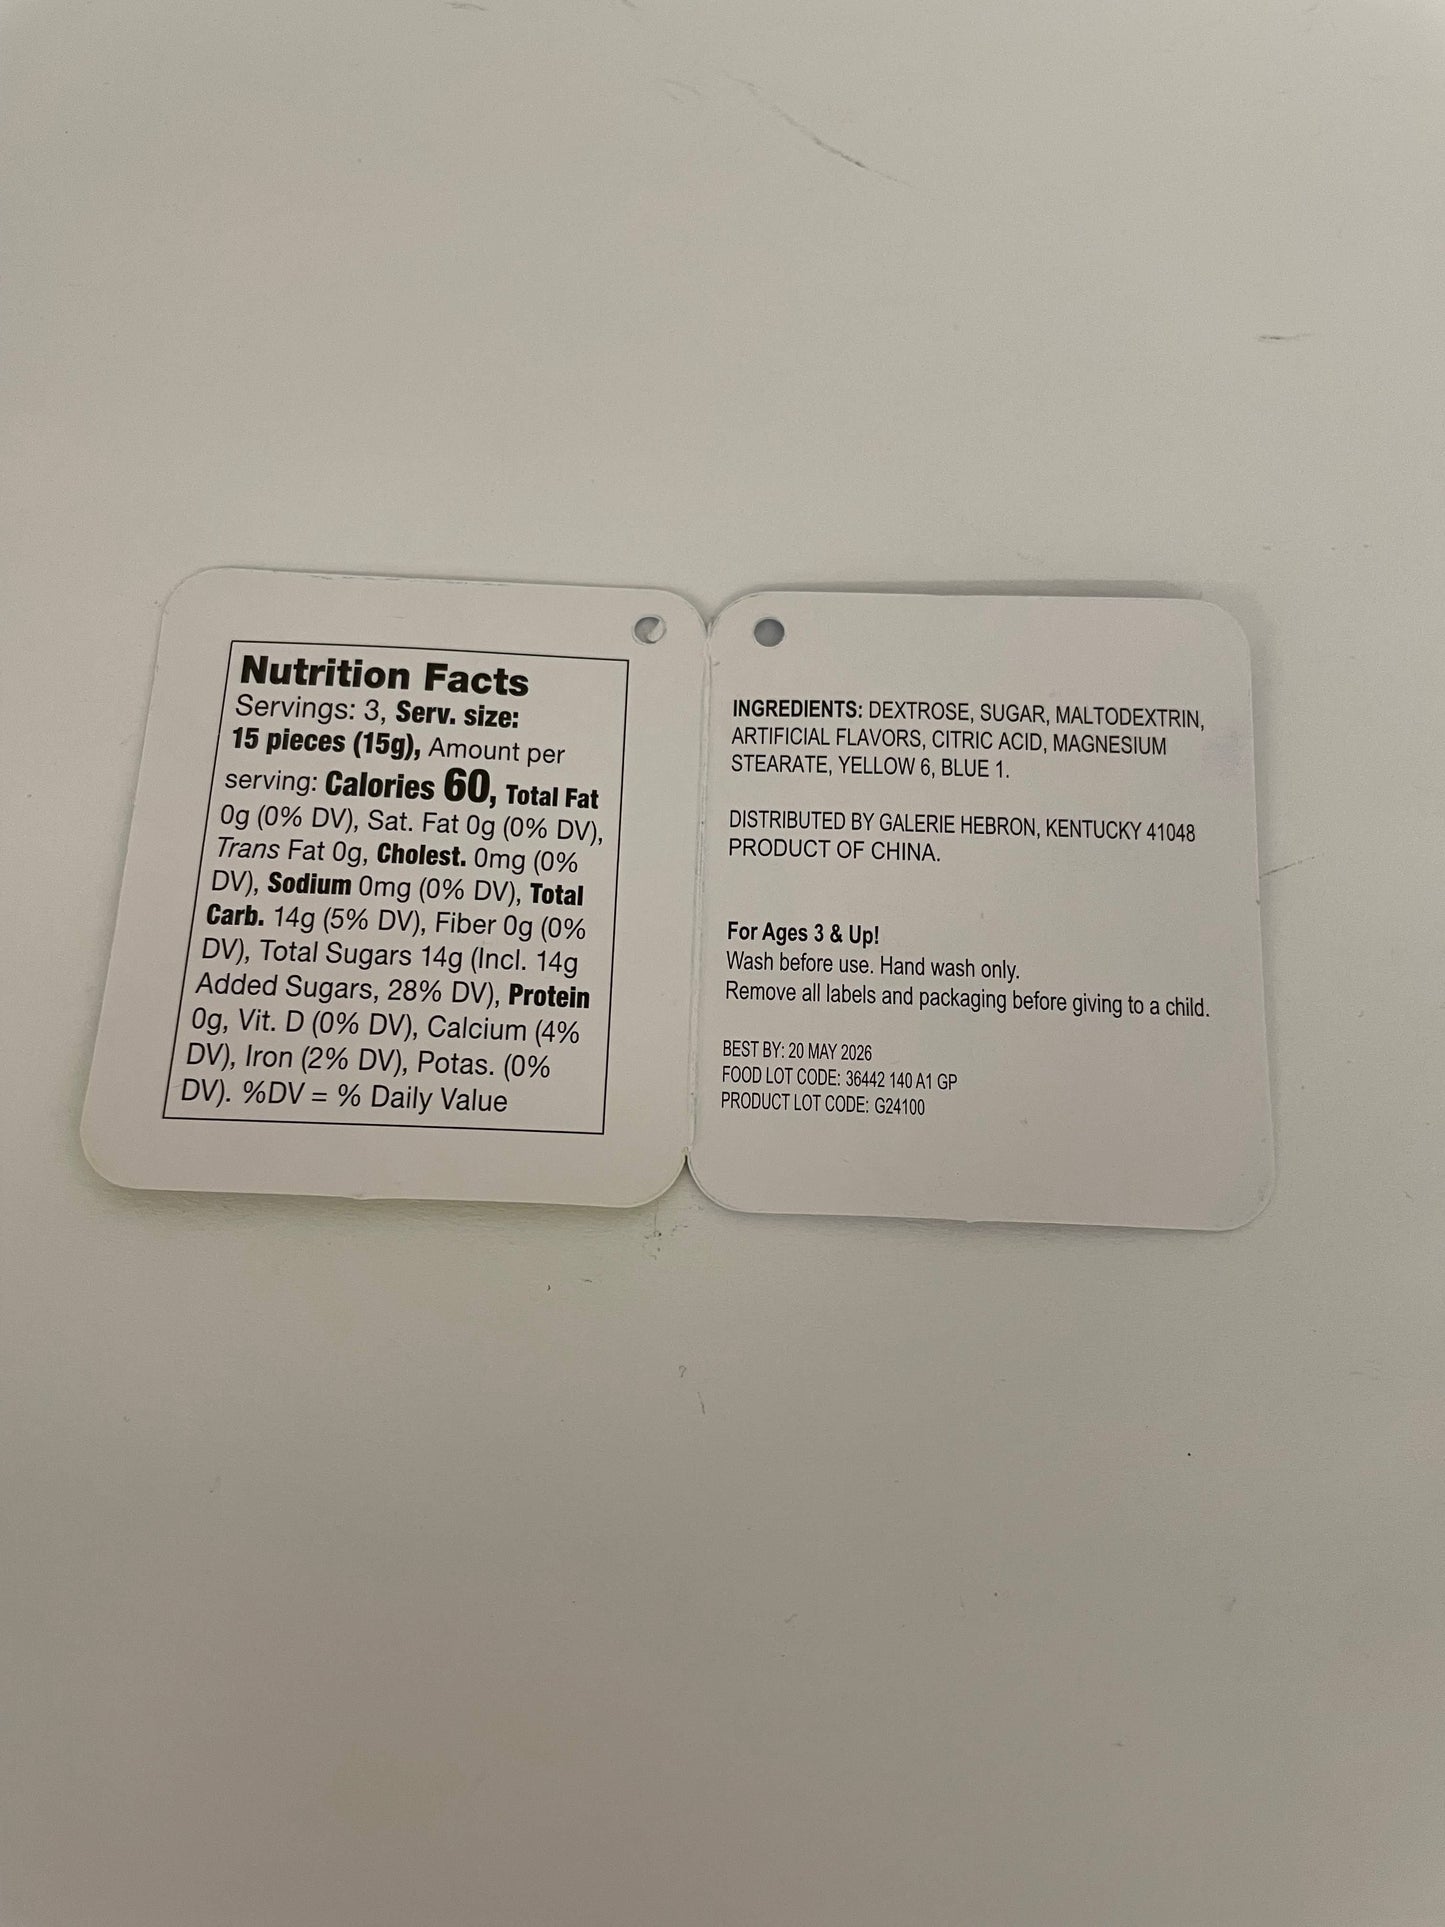 Nutrition Facts
Servings: 3, Serv. size:
15 pieces (15g), Amount per
serving: Calories 60, Total Fat
0g (0% DV), Sat. Fat 0g (0% DV),
Trans Fat 0g, Cholest. 0mg (0%
DV), Sodium 0mg (0% DV), Total
Carb. 14g (5% DV), Fiber 0g (0%
DV), Total Sugars 14g (Incl. 14g
Added Sugars, 28% DV), Protein
0g, Vit. D (0% DV), Calcium (4%
DV), Iron (2% DV), Potas. (0%
DV). %DV = % Daily Value
INGREDIENTS: DEXTROSE, SUGAR, MALTODEXTRIN,
ARTIFICIAL FLAVORS, CITRIC ACID, MAGNESIUM
STEARATE, YELLOW 6, BLUE 1.
DISTRIBUTED BY GALERIE HEBRON, KENTUCKY 41048
PRODUCT OF CHINA.
For Ages 3 & Up!
Wash before use. Hand wash only.
Remove all labels and packaging before giving to a child.
BEST BY: 20 MAY 2026
FOOD LOT CODE: 36442 140 A1 GP
PRODUCT LOT CODE: G24100